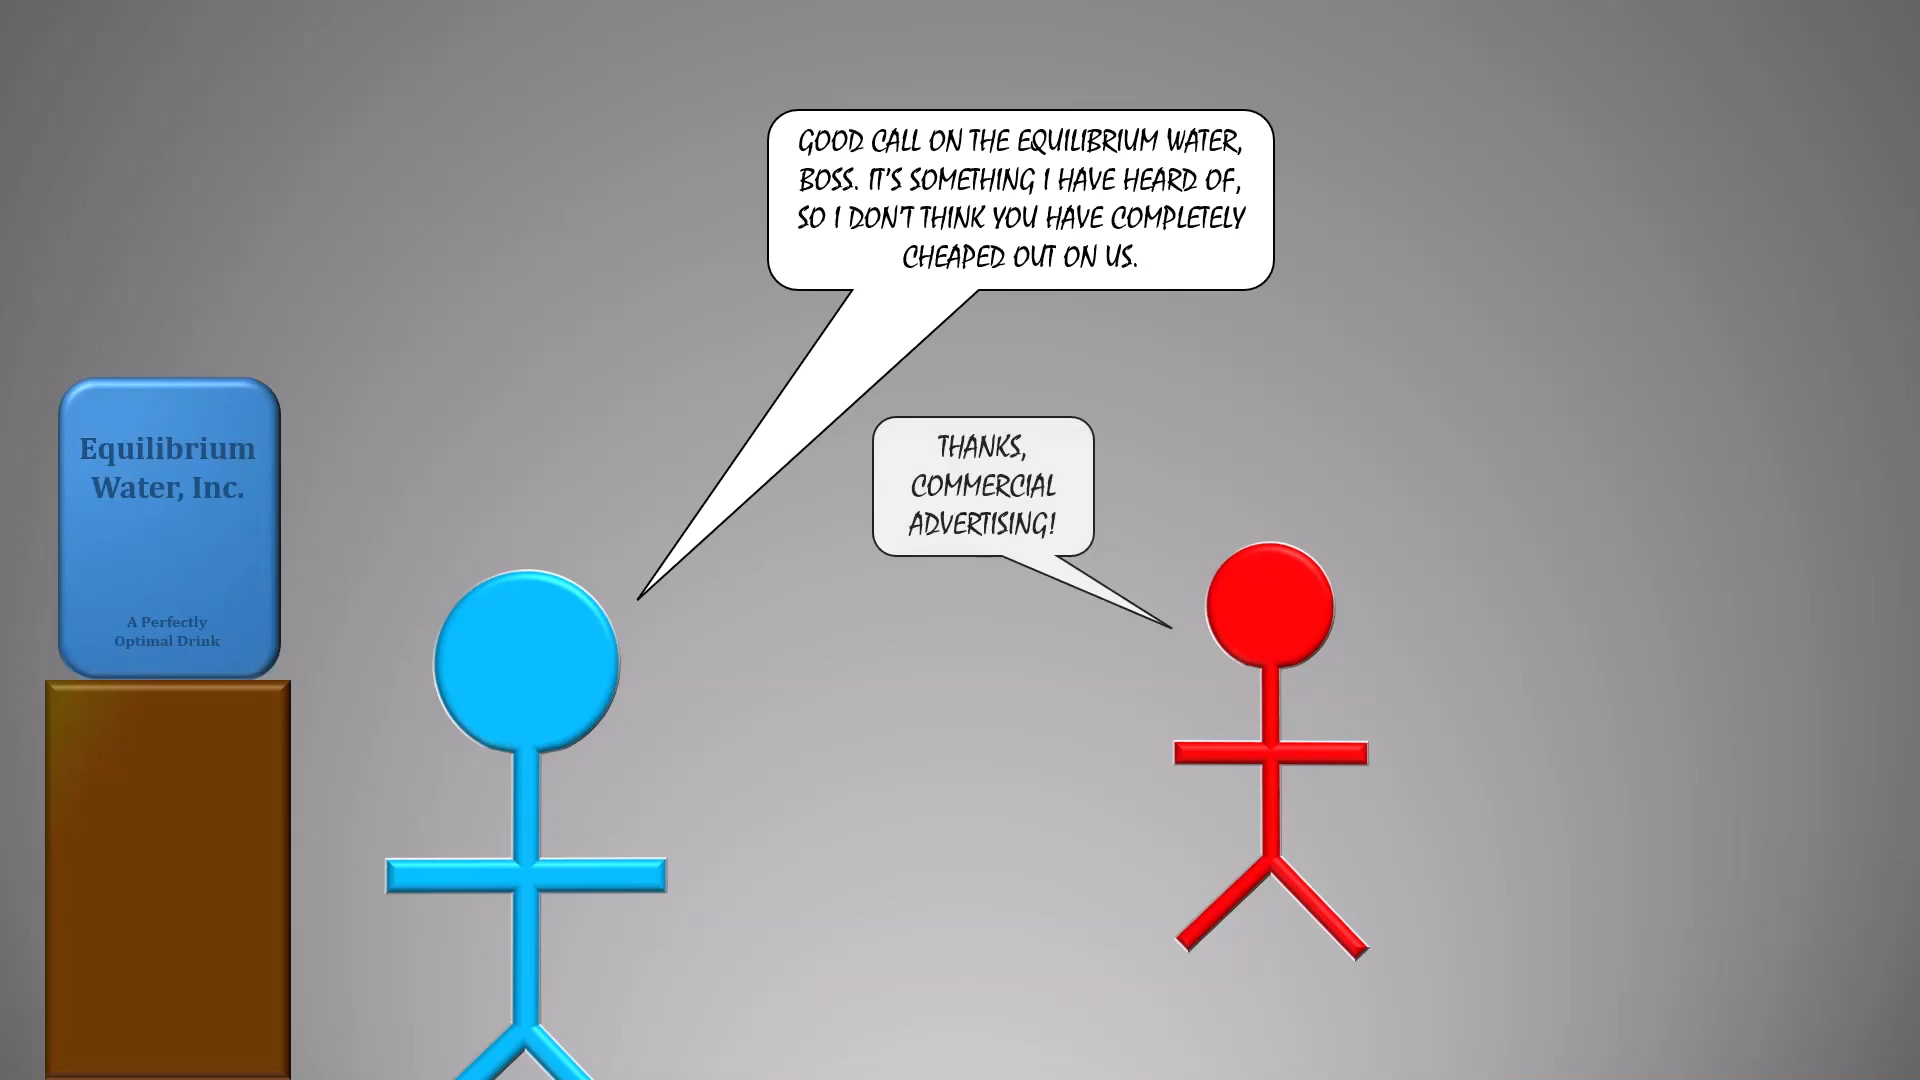 GOOD CALL ON THE EQUILIBRIUM WATER,
BOSS. IT'S SOMETHING I HAVE HEARD OF,
SO I DON'T THINK YOU HAVE COMPLETELY
CHEAPED OUT ON US.
THANKS,
COMMERCIAL
ADVERTISING!
Equilibrium
Water, Inc.
A Perfectly
Optimal Drink